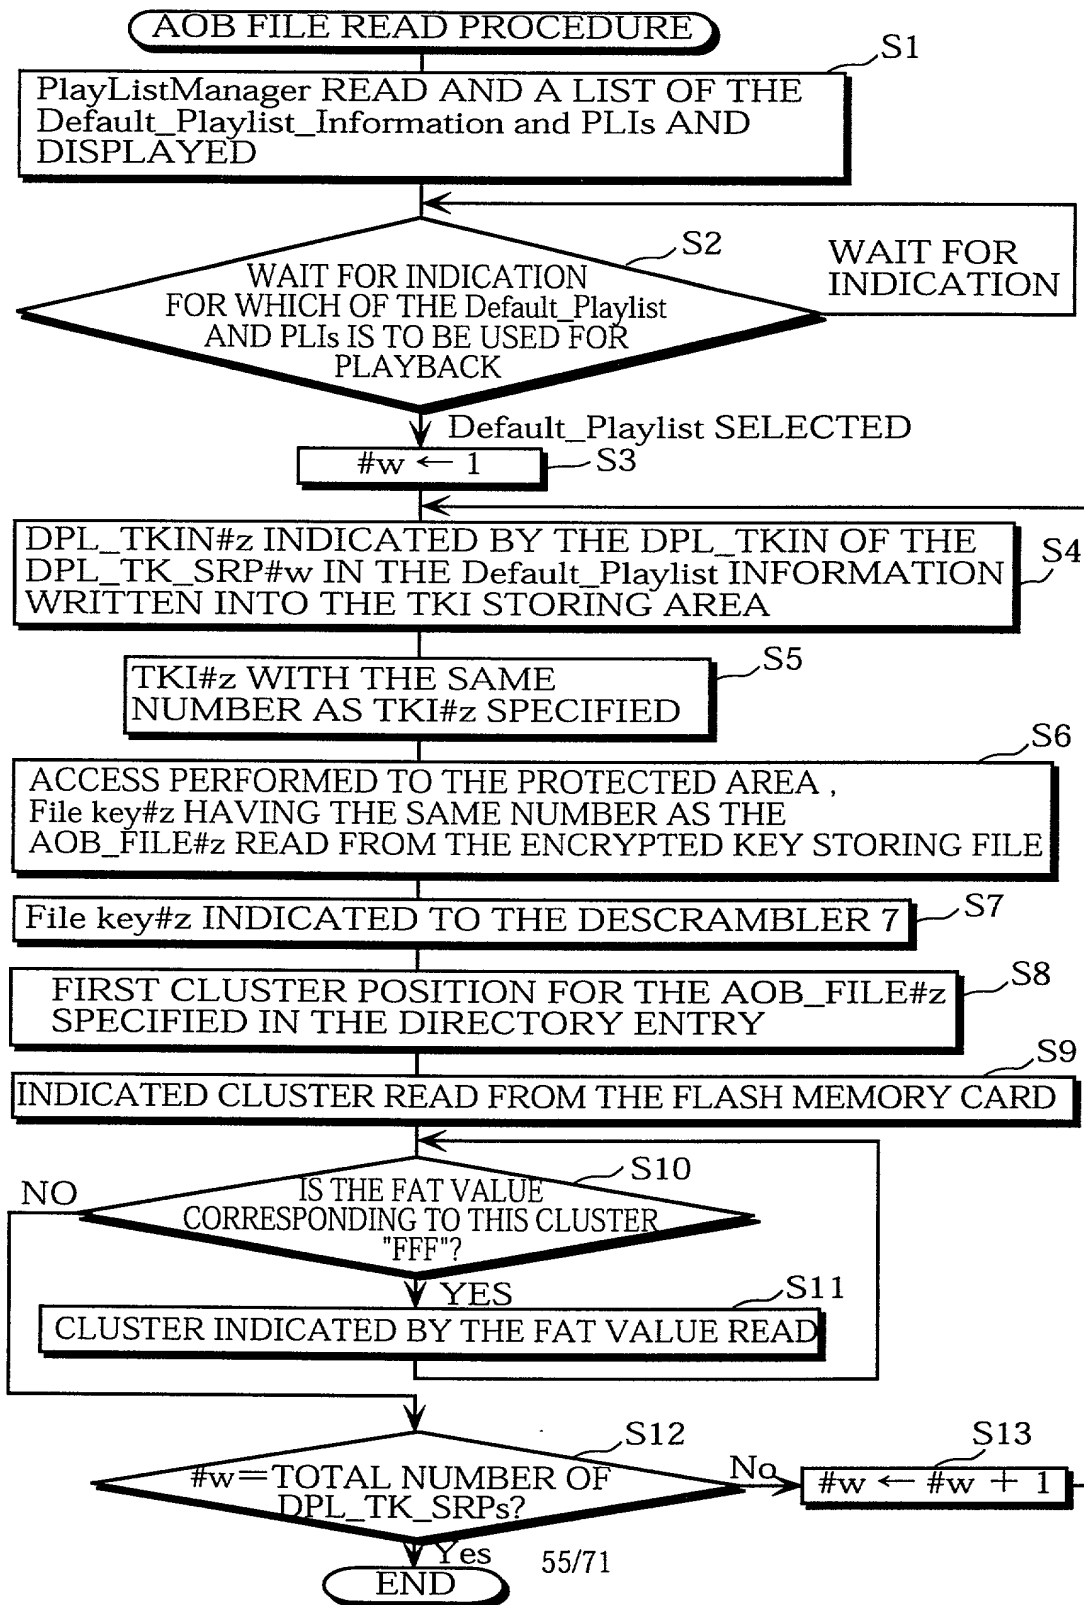 AOB FILE READ PROCEDURE
S1
PlayListManager READ AND A LIST OF THE
Default_Playlist_Information and PLIs AND
DISPLAYED
S2
WAIT FOR
INDICATION
WAIT FOR INDICATION
FOR WHICH OF THE Default_Playlist
AND PLIs IS TO BE USED FOR
PLAYBACK
Default_Playlist SELECTED
#w ← 1
S3
DPL_TKIN#z INDICATED BY THE DPL_TKIN OF THE
DPL_TK_SRP#w IN THE Default_Playlist INFORMATION
WRITTEN INTO THE TKI STORING AREA
S4
S5
TKI#z WITH THE SAME
NUMBER AS TKI#z SPECIFIED
S6
ACCESS PERFORMED TO THE PROTECTED AREA ,
File key#z HAVING THE SAME NUMBER AS THE
AOB_FILE#z READ FROM THE ENCRYPTED KEY STORING FILE
File key#z INDICATED TO THE DESCRAMBLER 7
S7
FIRST CLUSTER POSITION FOR THE AOB_FILE#z
SPECIFIED IN THE DIRECTORY ENTRY
S8
S9
INDICATED CLUSTER READ FROM THE FLASH MEMORY CARD
S10
NO
IS THE FAT VALUE
CORRESPONDING TO THIS CLUSTER
"FFF"?
YES
S11
CLUSTER INDICATED BY THE FAT VALUE READ
S12
#w=TOTAL NUMBER OF
DPL_TK_SRPs?
No
S13
#w ← #w + 1
Yes
55/71
END